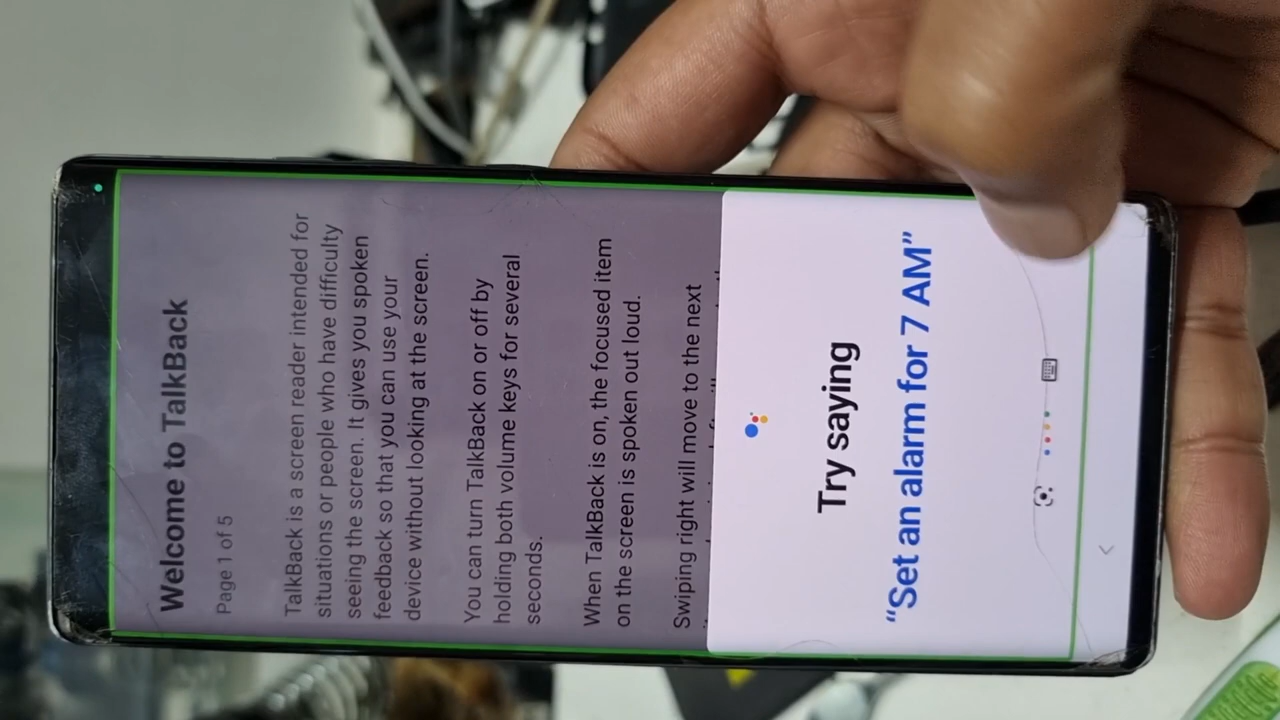 Welcome to TalkBack
Page 1 of 5
TalkBack is a screen reader intended for
situations or people who have difficulty
seeing the screen. It gives you spoken
feedback so that you can use your
device without looking at the screen.
You can turn TalkBack on or off by
holding both volume keys for several
seconds.
When TalkBack is on, the focused item
on the screen is spoken out loud.
Swiping right will move to the next
Try saying
“Set an alarm for 7 AM”